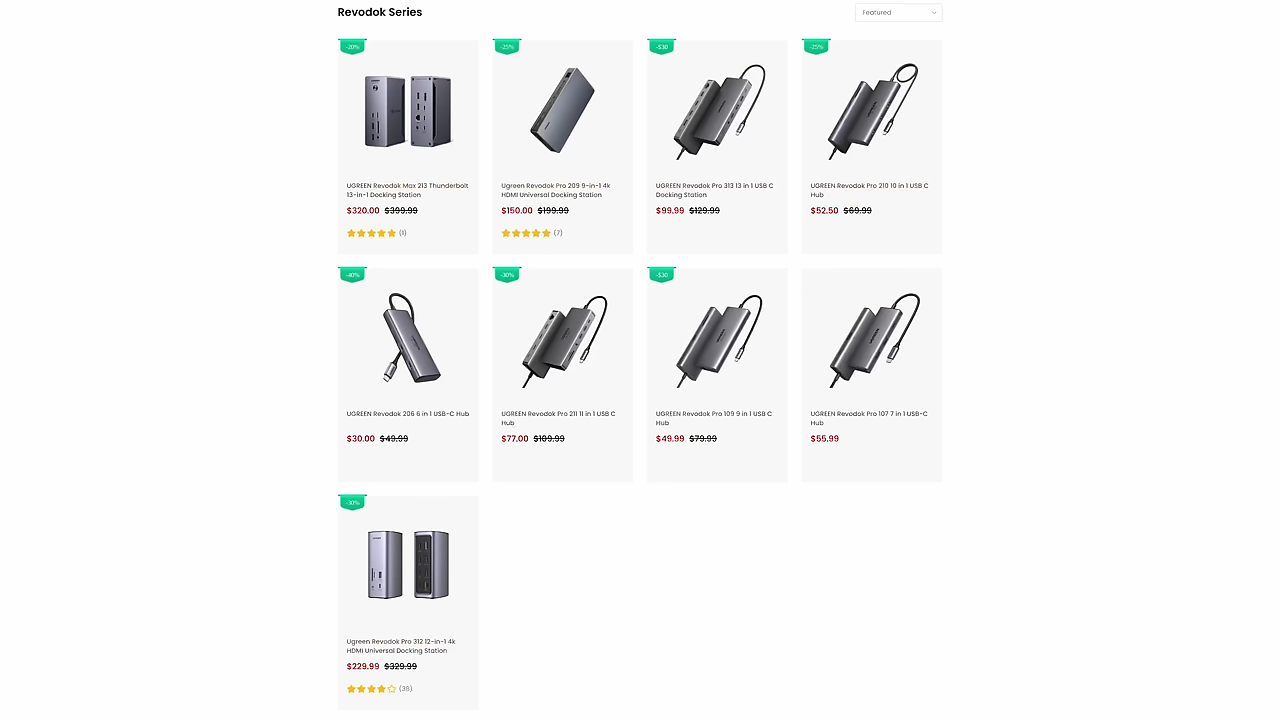 Revodok Series
Featured
-20%
UGREEN Revodok Max 213 Thunderbolt
13-in-1 Docking Station
$320.00 $399.99
(1)
-25%
Ugreen Revodok Pro 209 9-in-1 4k
HDMI Universal Docking Station
$150.00 $199.99
(7)
-$30
UGREEN Revodok Pro 313 13 in 1 USB C
Docking Station
$99.99 $129.99
-25%
UGREEN Revodok Pro 210 10 in 1 USB C
Hub
$52.50 $69.99
-40%
UGREEN Revodok 206 6 in 1 USB-C Hub
$30.00 $49.99
-30%
UGREEN Revodok Pro 211 11 in 1 USB C
Hub
$77.00 $109.99
-$30
UGREEN Revodok Pro 109 9 in 1 USB C
Hub
$49.99 $79.99
UGREEN Revodok Pro 107 7 in 1 USB-C
Hub
$55.99
-30%
Ugreen Revodok Pro 312 12-in-1 4k
HDMI Universal Docking Station
$229.99 $329.99
(38)